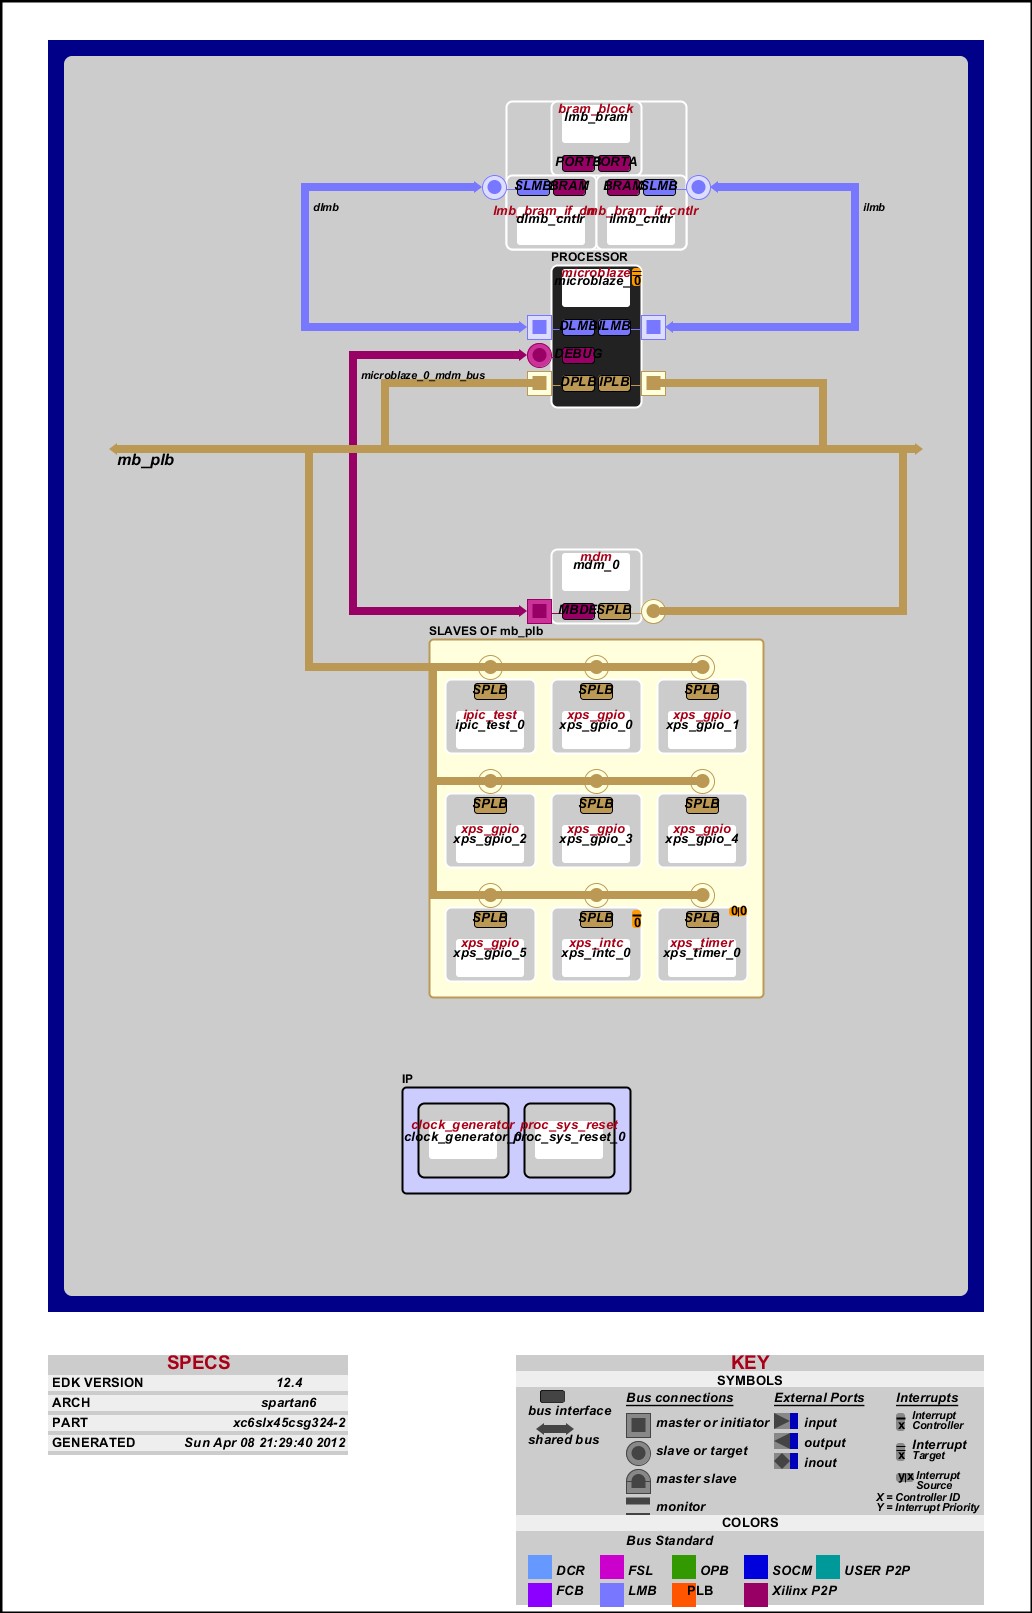 bram_block
lmb_bram
PORTB PORTA
SLMB BRAM BRAM SLMB
lmb_bram_if_cntlr lmb_bram_if_cntlr
dlmb_cntlr ilmb_cntlr
dlmb
ilmb
PROCESSOR
microblaze
microblaze_0
DLMB ILMB
DEBUG
microblaze_0_mdm_bus
DPLB IPLB
mb_plb
mdm
mdm_0
SPLB
SLAVES OF mb_plb
SPLB SPLB SPLB
ipic_test xps_gpio xps_gpio
ipic_test_0 xps_gpio_0 xps_gpio_1
SPLB SPLB SPLB
xps_gpio xps_gpio xps_gpio
xps_gpio_2 xps_gpio_3 xps_gpio_4
SPLB SPLB 0 SPLB 0|0
xps_gpio xps_intc xps_timer
xps_gpio_5 xps_intc_0 xps_timer_0
IP
clock_generator proc_sys_reset
clock_generator_0 proc_sys_reset_0
SPECS
EDK VERSION 12.4
ARCH spartan6
PART xc6slx45csg324-2
GENERATED Sun Apr 08 21:29:40 2012
KEY
SYMBOLS
bus interface
shared bus
Bus connections
master or initiator
slave or target
master slave
monitor
External Ports
input
output
inout
Interrupts
x Interrupt
Controller
x Interrupt
Target
y|x Interrupt
Source
X = Controller ID
Y = Interrupt Priority
COLORS
Bus Standard
DCR FSL OPB SOCM USER P2P
FCB LMB PLB Xilinx P2P